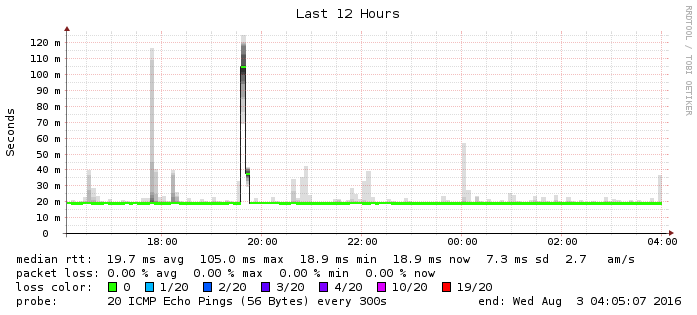 Last 12 Hours
RRDTOOL / TOBI OETIKER
Seconds
120 m
110 m
100 m
90 m
80 m
70 m
60 m
50 m
40 m
30 m
20 m
10 m
0
18:00 20:00 22:00 00:00 02:00 04:00
median rtt: 19.7 ms avg 105.0 ms max 18.9 ms min 18.9 ms now 7.3 ms sd 2.7 am/s
packet loss: 0.00 % avg 0.00 % max 0.00 % min 0.00 % now
loss color: 0 1/20 2/20 3/20 4/20 10/20 19/20
probe: 20 ICMP Echo Pings (56 Bytes) every 300s end: Wed Aug 3 04:05:07 2016